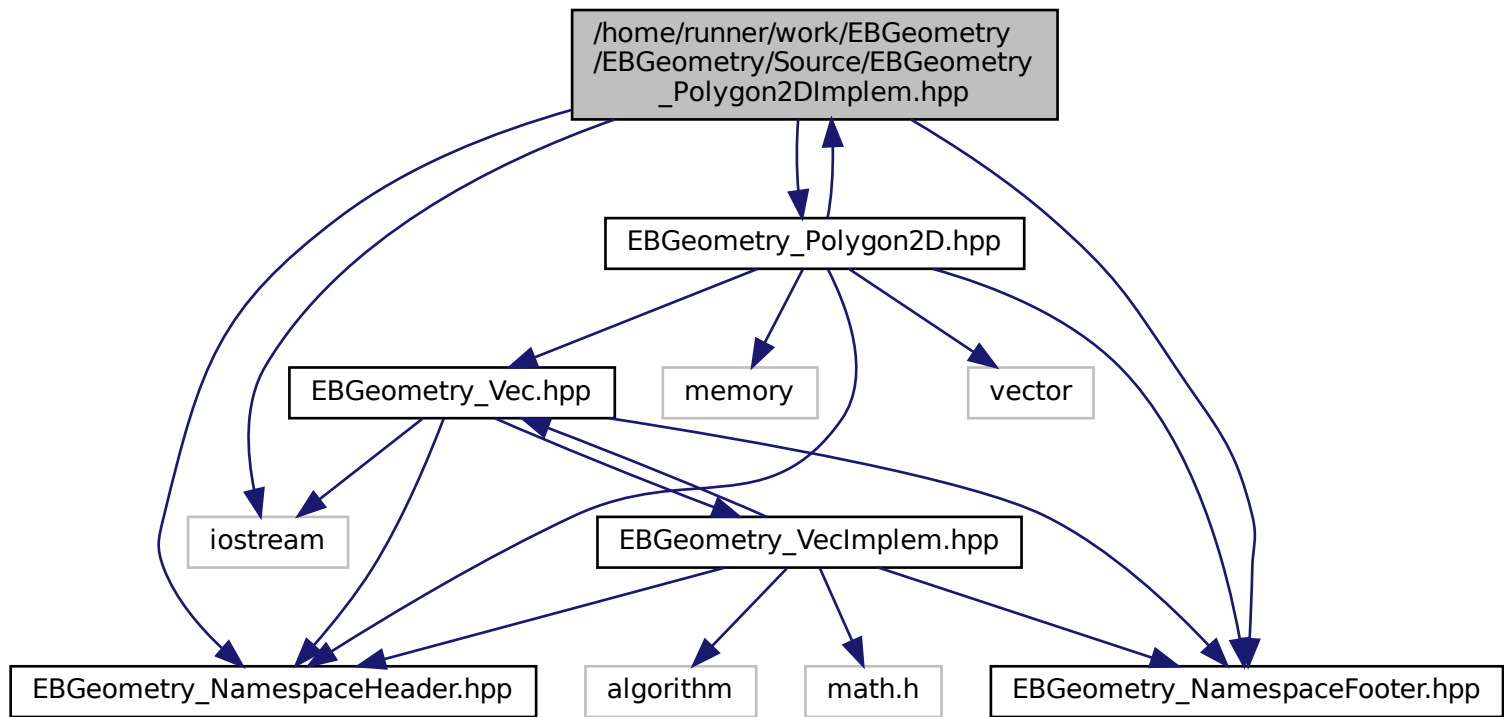 /home/runner/work/EBGeometry
/EBGeometry/Source/EBGeometry
_Polygon2DImplem.hpp
EBGeometry_Polygon2D.hpp
EBGeometry_Vec.hpp
memory
vector
iostream
EBGeometry_VecImplem.hpp
EBGeometry_NamespaceHeader.hpp
algorithm
math.h
EBGeometry_NamespaceFooter.hpp